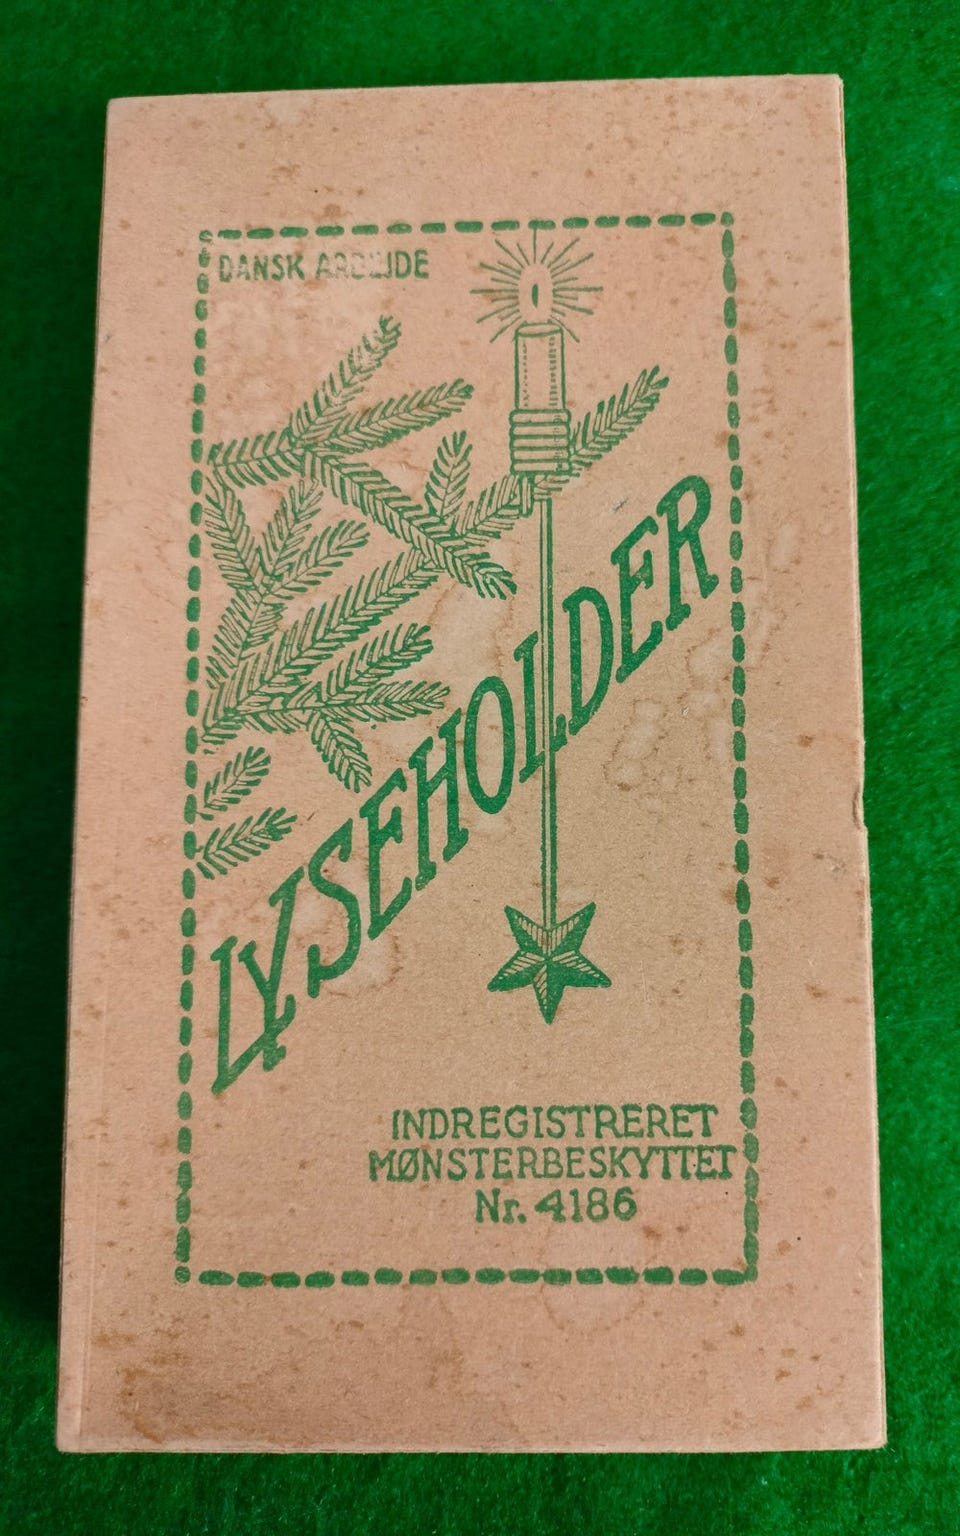 DANSK ARBEJDE
LYSEHOLDER
INDREGISTRERET
MØNSTERBESKYTTET
Nr. 4186